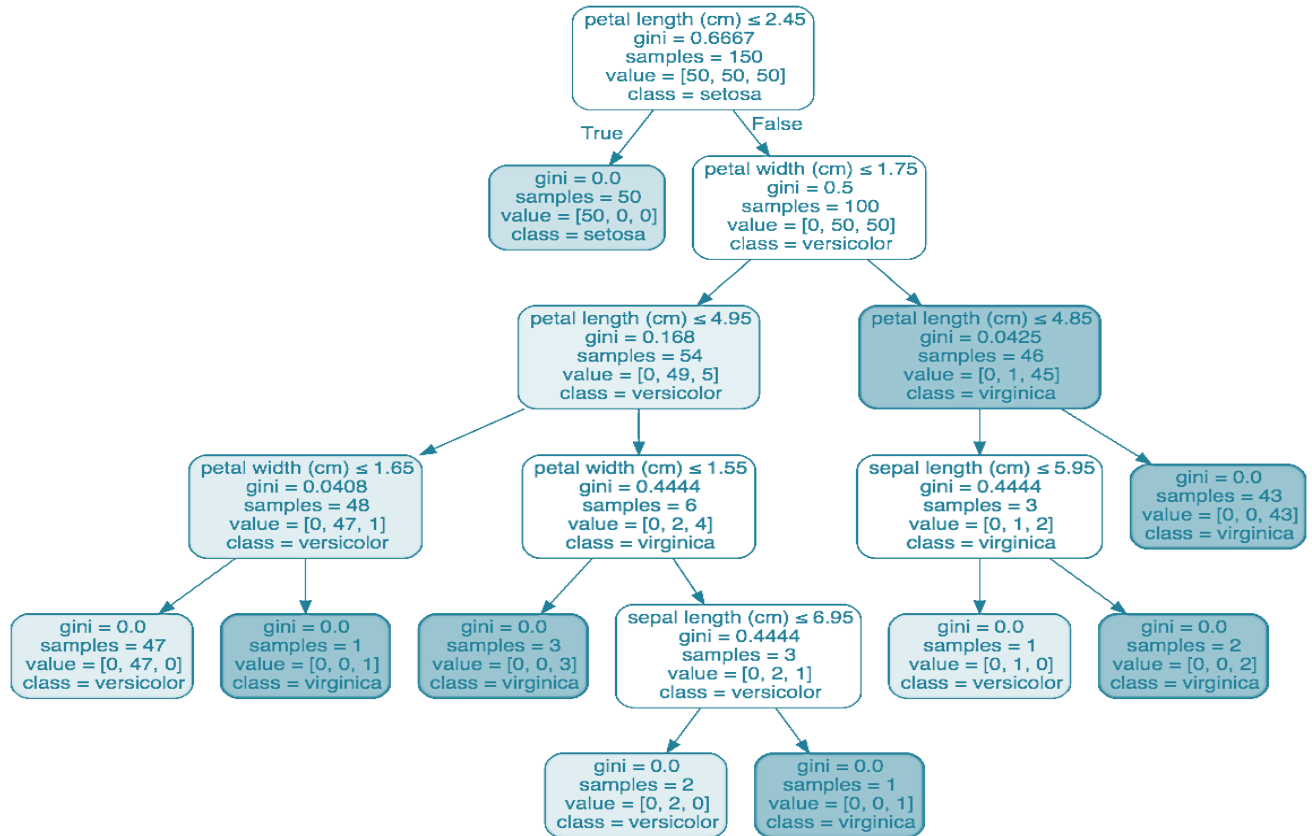 petal length (cm) ≤ 2.45
gini = 0.6667
samples = 150
value = [50, 50, 50]
class = setosa
True
False
gini = 0.0
samples = 50
value = [50, 0, 0]
class = setosa
petal width (cm) ≤ 1.75
gini = 0.5
samples = 100
value = [0, 50, 50]
class = versicolor
petal length (cm) ≤ 4.95
gini = 0.168
samples = 54
value = [0, 49, 5]
class = versicolor
petal length (cm) ≤ 4.85
gini = 0.0425
samples = 46
value = [0, 1, 45]
class = virginica
petal width (cm) ≤ 1.65
gini = 0.0408
samples = 48
value = [0, 47, 1]
class = versicolor
petal width (cm) ≤ 1.55
gini = 0.4444
samples = 6
value = [0, 2, 4]
class = virginica
sepal length (cm) ≤ 5.95
gini = 0.4444
samples = 3
value = [0, 1, 2]
class = virginica
gini = 0.0
samples = 43
value = [0, 0, 43]
class = virginica
gini = 0.0
samples = 47
value = [0, 47, 0]
class = versicolor
gini = 0.0
samples = 1
value = [0, 0, 1]
class = virginica
gini = 0.0
samples = 3
value = [0, 0, 3]
class = virginica
sepal length (cm) ≤ 6.95
gini = 0.4444
samples = 3
value = [0, 2, 1]
class = versicolor
gini = 0.0
samples = 1
value = [0, 1, 0]
class = versicolor
gini = 0.0
samples = 2
value = [0, 0, 2]
class = virginica
gini = 0.0
samples = 2
value = [0, 2, 0]
class = versicolor
gini = 0.0
samples = 1
value = [0, 0, 1]
class = virginica